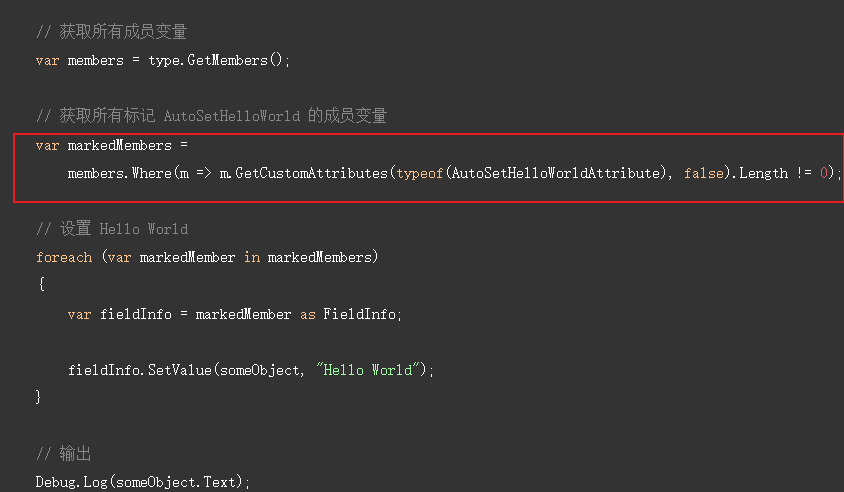 // 获取所有成员变量
var members = type.GetMembers();
// 获取所有标记 AutoSetHelloWorld 的成员变量
var markedMembers =
members.Where(m => m.GetCustomAttributes(typeof(AutoSetHelloWorldAttribute), false).Length != 0);
// 设置 Hello World
foreach (var markedMember in markedMembers)
{
var fieldInfo = markedMember as FieldInfo;
fieldInfo.SetValue(someObject, "Hello World");
}
// 输出
Debug.Log(someObject.Text);